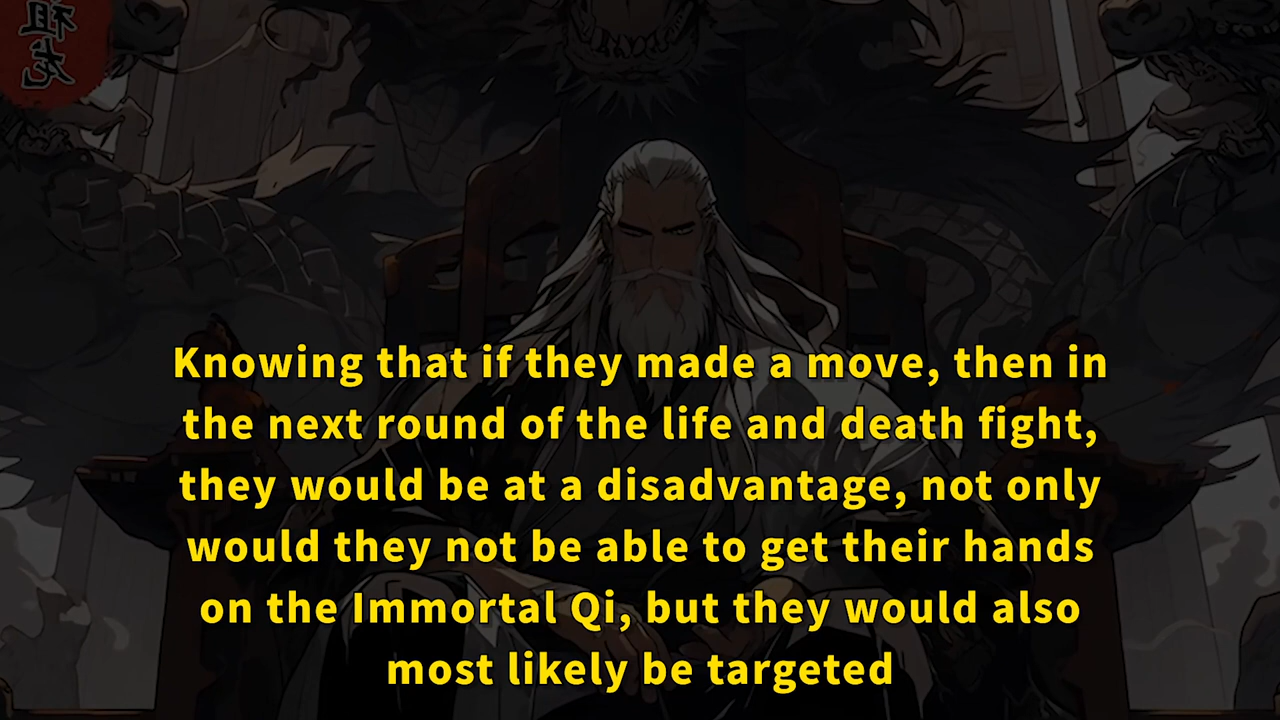 祖龙
Knowing that if they made a move, then in
the next round of the life and death fight,
they would be at a disadvantage, not only
would they not be able to get their hands
on the Immortal Qi, but they would also
most likely be targeted